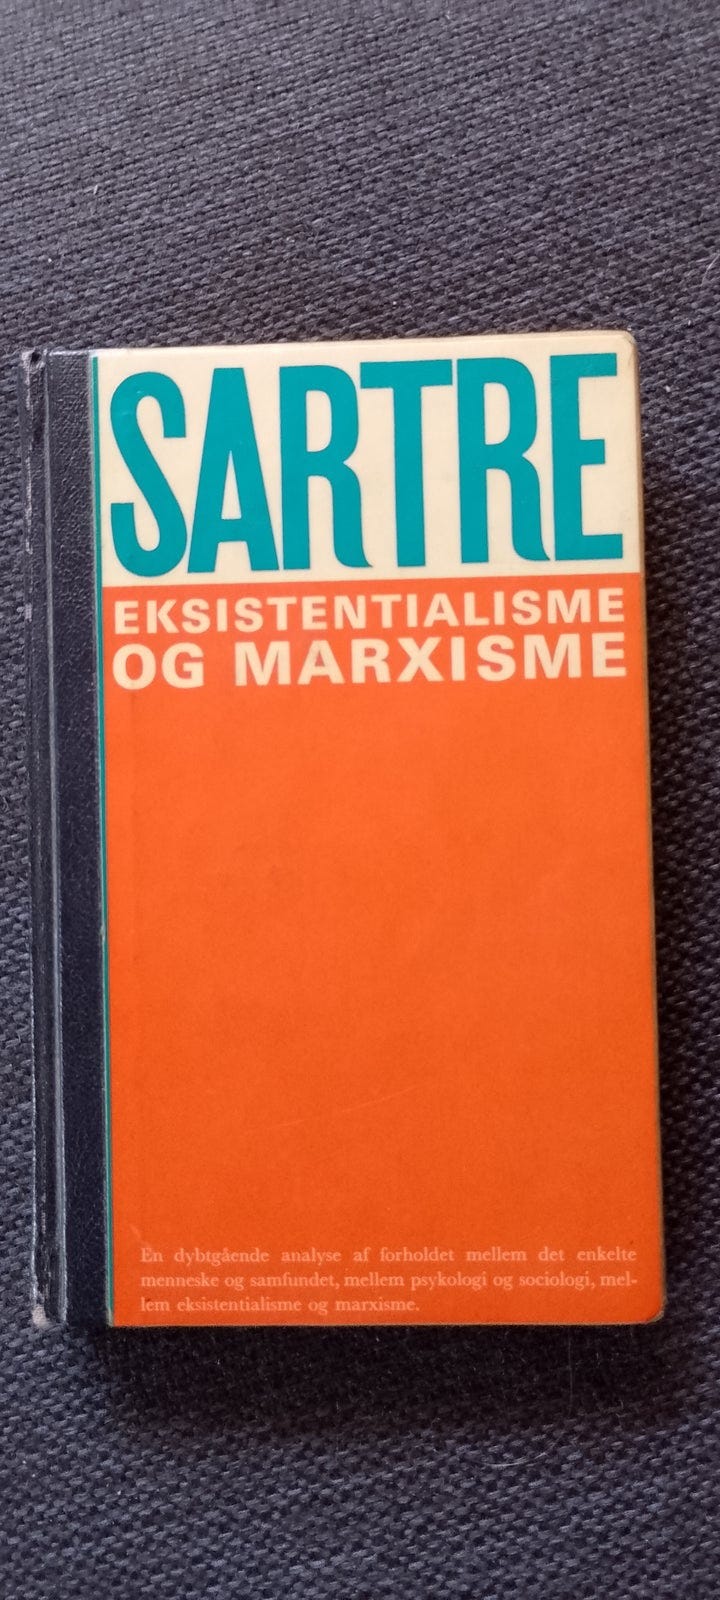 SARTRE
EKSISTENTIALISME
OG MARXISME
En dybtgående analyse af forholdet mellem det enkelte
menneske og samfundet, mellem psykologi og sociologi, mel-
lem eksistentialisme og marxisme.